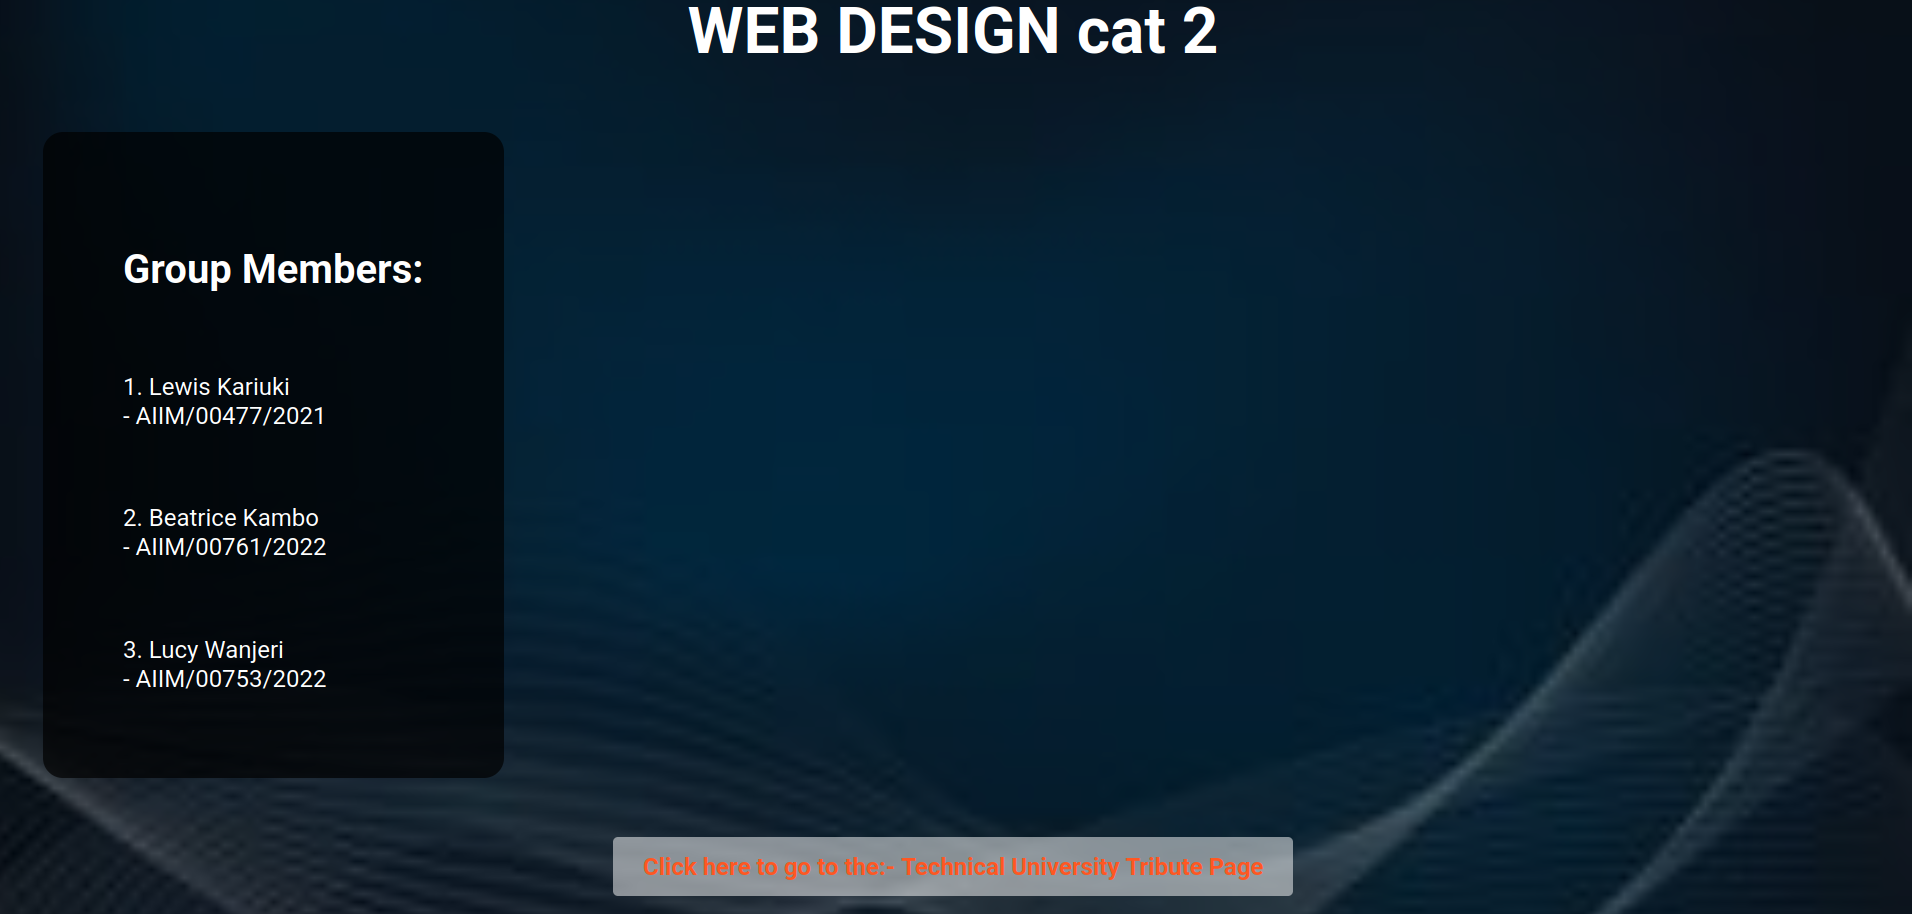 WEB DESIGN cat 2
Group Members:
1. Lewis Kariuki
- AIIM/00477/2021
2. Beatrice Kambo
- AIIM/00761/2022
3. Lucy Wanjeri
- AIIM/00753/2022
Click here to go to the:- Technical University Tribute Page